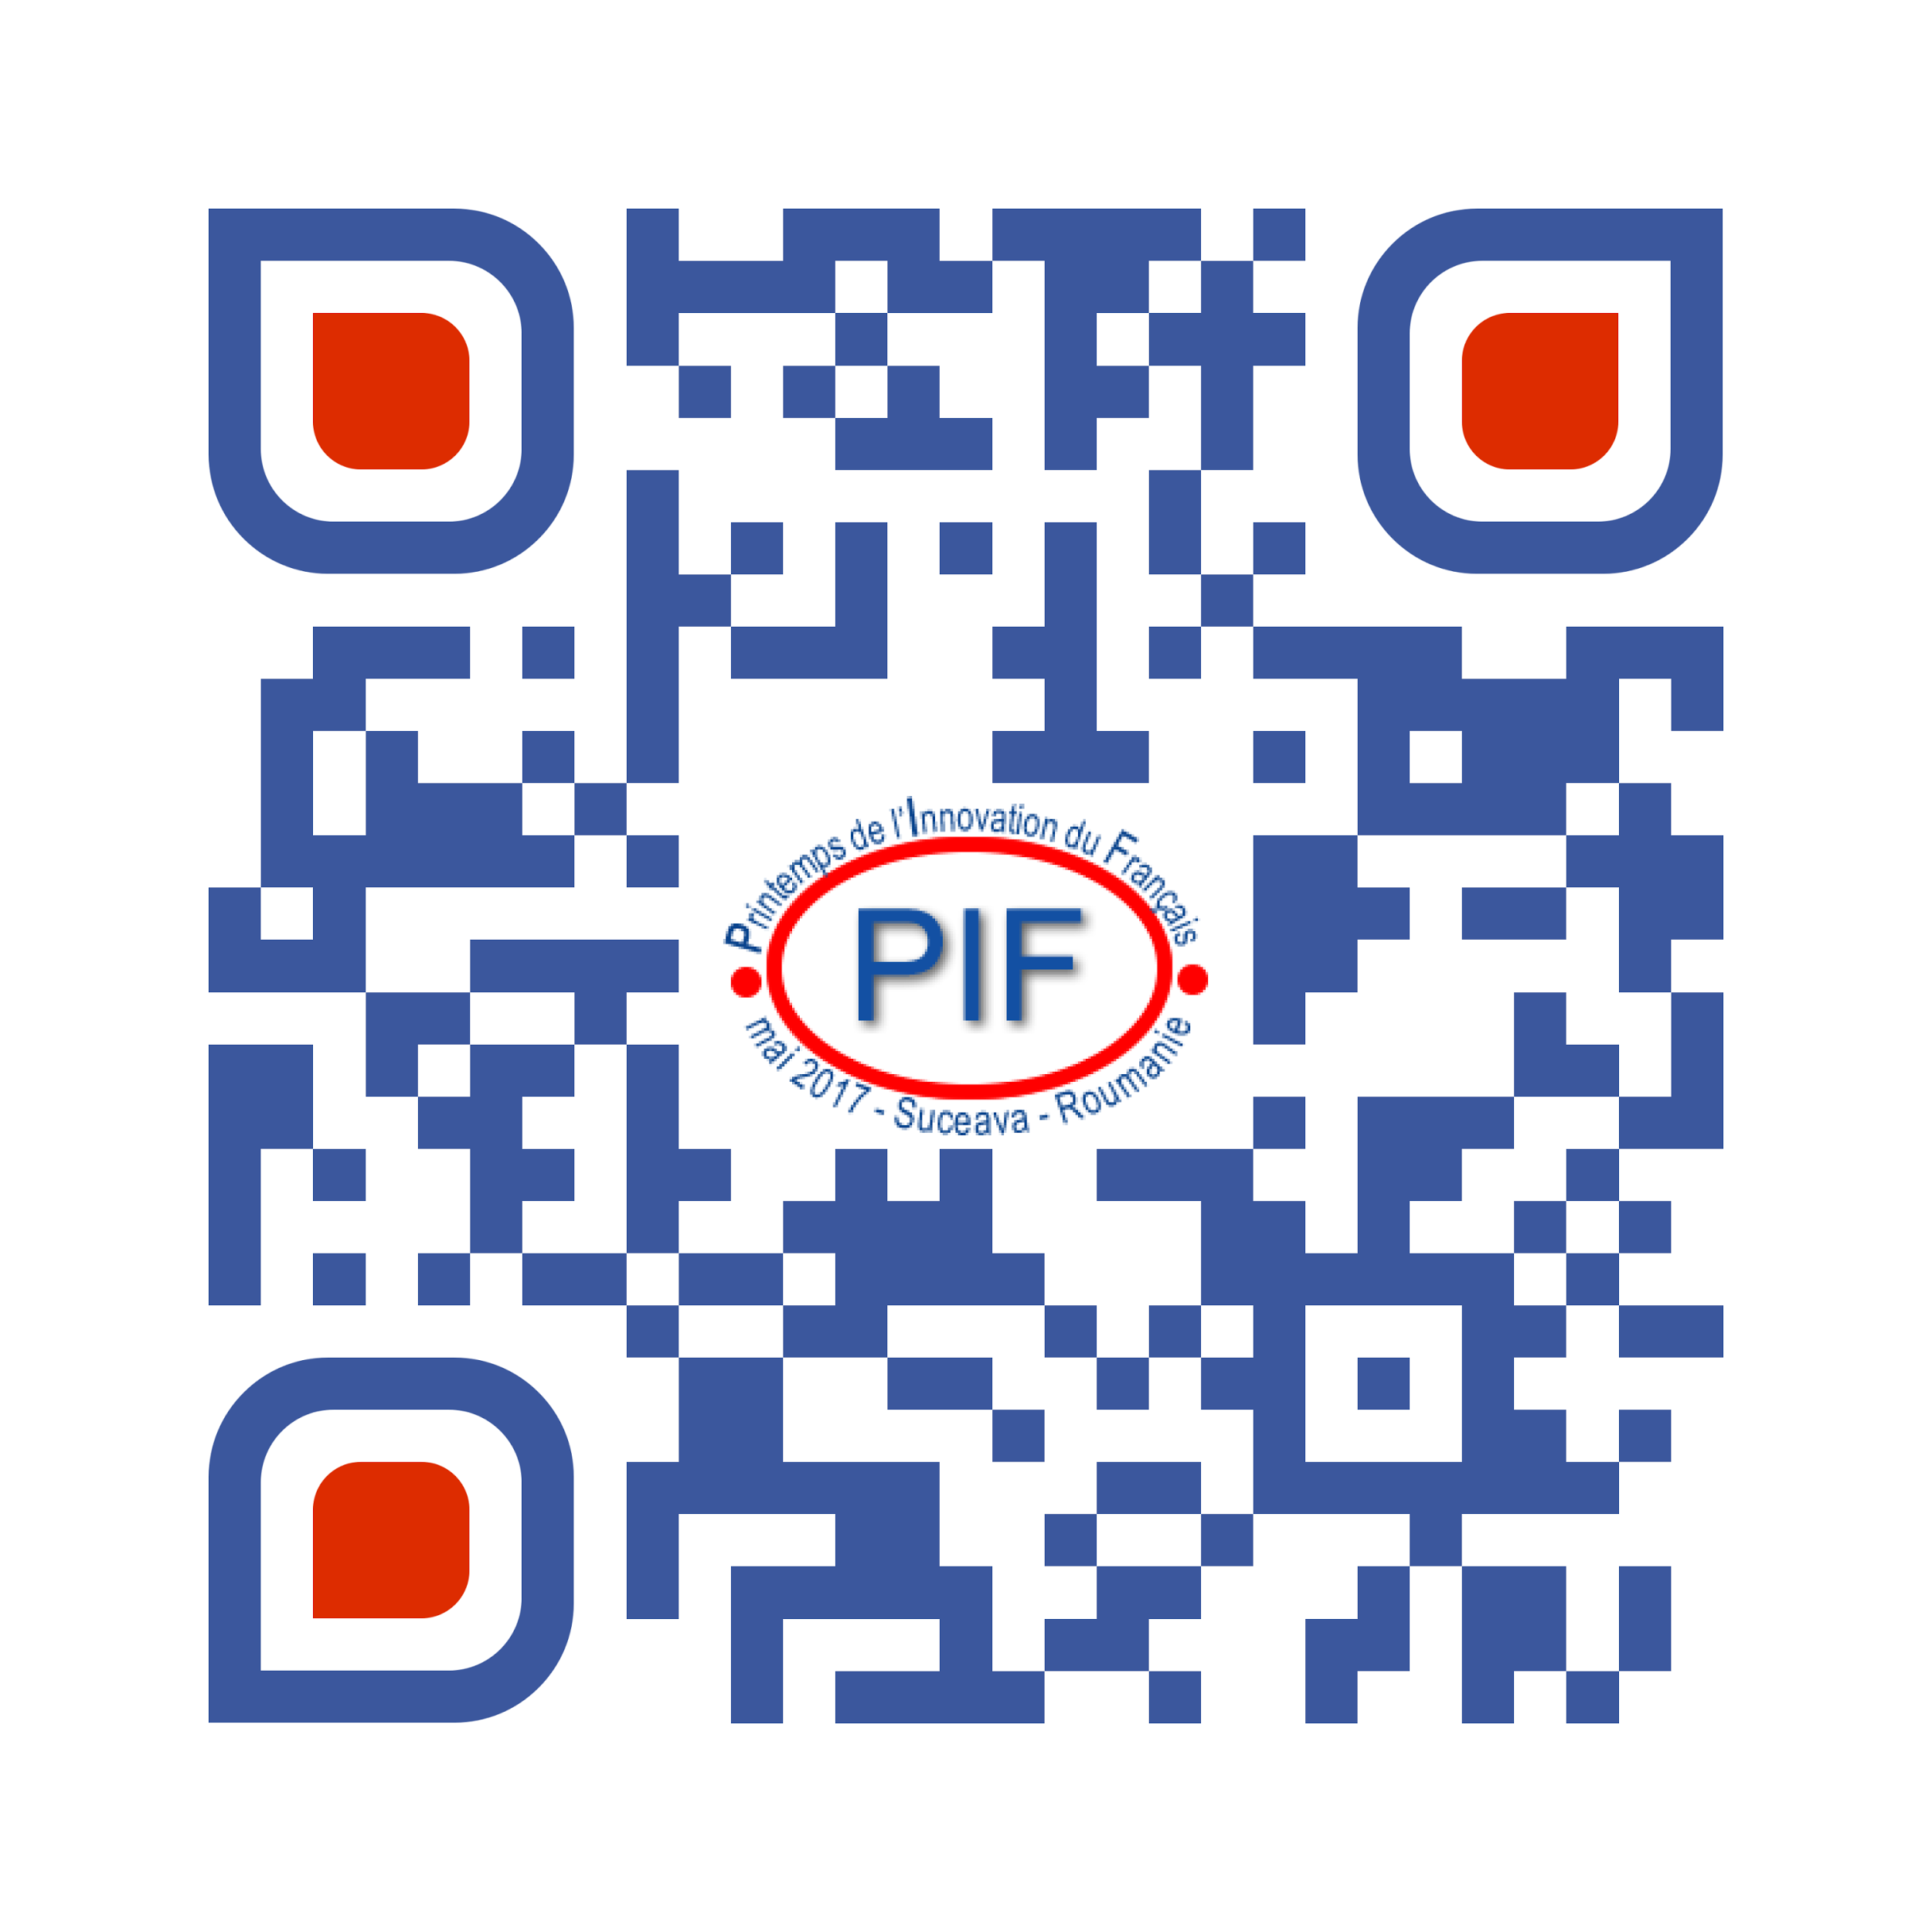 Printemps de l'Innovation du Français
PIF
mai 2017 - Suceava - Roumanie